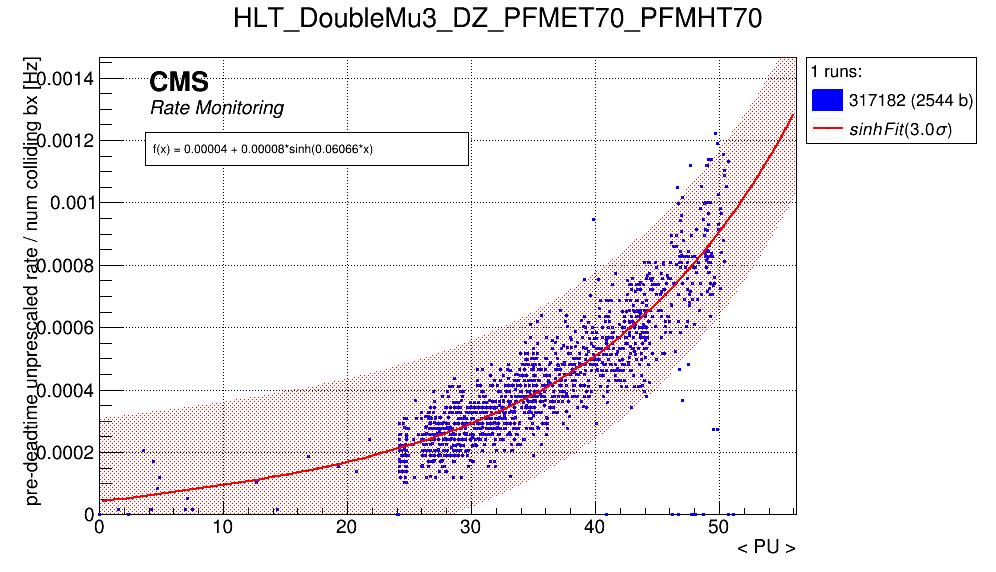 HLT_DoubleMu3_DZ_PFMET70_PFMHT70
pre-deadtime unprescaled rate / num colliding bx [Hz]
0.0014
0.0012
0.001
0.0008
0.0006
0.0004
0.0002
0
CMS
Rate Monitoring
f(x) = 0.00004 + 0.00008*sinh(0.06066*x)
1 runs:
317182 (2544 b)
sinhFit(3.0σ)
0 10 20 30 40 50
< PU >